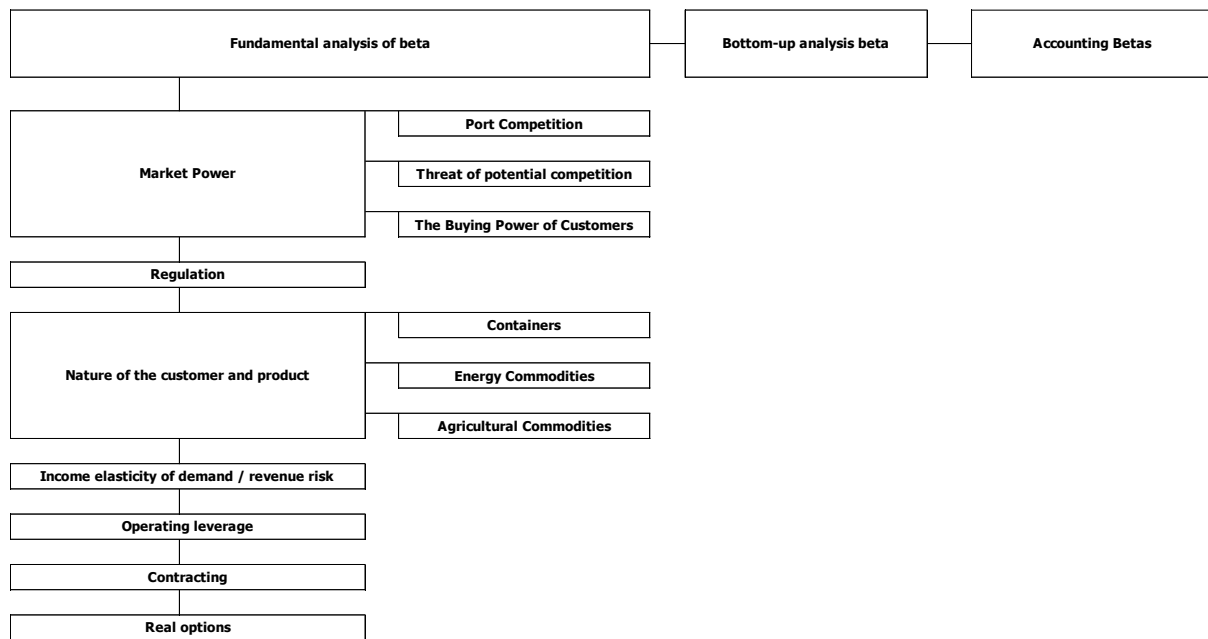 Fundamental analysis of beta
Bottom-up analysis beta
Accounting Betas
Market Power
Port Competition
Threat of potential competition
The Buying Power of Customers
Regulation
Nature of the customer and product
Containers
Energy Commodities
Agricultural Commodities
Income elasticity of demand / revenue risk
Operating leverage
Contracting
Real options